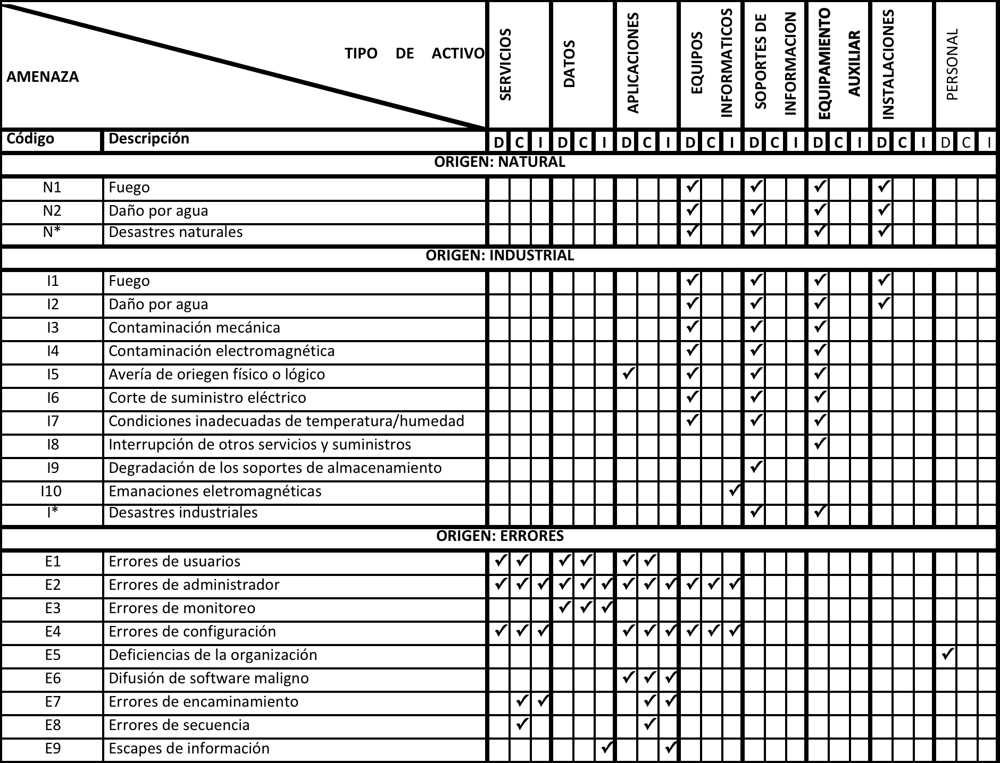 TIPO DE ACTIVO
AMENAZA
SERVICIOS
DATOS
APLICACIONES
EQUIPOS
INFORMATICOS
SOPORTES DE
INFORMACION
EQUIPAMIENTO
AUXILIAR
INSTALACIONES
PERSONAL
Código Descripción D C I D C I D C I D C I D C I D C I D C I D C I
ORIGEN: NATURAL
N1 Fuego ✓ ✓ ✓ ✓
N2 Daño por agua ✓ ✓ ✓ ✓
N* Desastres naturales ✓ ✓ ✓ ✓
ORIGEN: INDUSTRIAL
I1 Fuego ✓ ✓ ✓ ✓
I2 Daño por agua ✓ ✓ ✓ ✓
I3 Contaminación mecánica ✓ ✓ ✓
I4 Contaminación electromagnética ✓ ✓ ✓
I5 Avería de oriegen físico o lógico ✓ ✓ ✓ ✓
I6 Corte de suministro eléctrico ✓ ✓ ✓
I7 Condiciones inadecuadas de temperatura/humedad ✓ ✓ ✓
I8 Interrupción de otros servicios y suministros ✓
I9 Degradación de los soportes de almacenamiento ✓
I10 Emanaciones eletromagnéticas ✓
I* Desastres industriales ✓ ✓
ORIGEN: ERRORES
E1 Errores de usuarios ✓ ✓ ✓ ✓ ✓ ✓
E2 Errores de administrador ✓ ✓ ✓ ✓ ✓ ✓ ✓ ✓ ✓ ✓ ✓ ✓
E3 Errores de monitoreo ✓ ✓ ✓
E4 Errores de configuración ✓ ✓ ✓ ✓ ✓ ✓ ✓ ✓ ✓
E5 Deficiencias de la organización ✓
E6 Difusión de software maligno ✓ ✓ ✓
E7 Errores de encaminamiento ✓ ✓ ✓ ✓
E8 Errores de secuencia ✓ ✓
E9 Escapes de información ✓ ✓